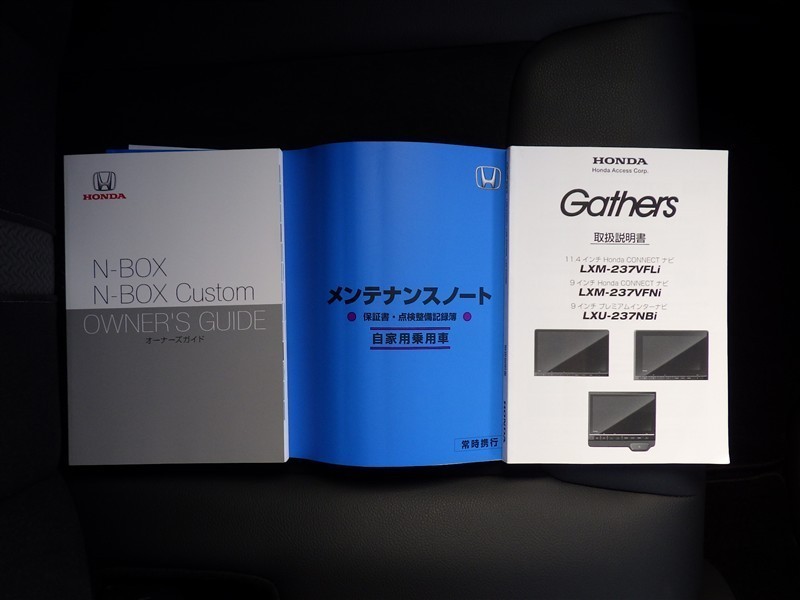 HONDA
N-BOX
N-BOX Custom
OWNER'S GUIDE
オーナーズガイド
メンテナンスノート
保証書・点検整備記録簿
自家用乗用車
常時携行
HONDA
HONDA
Honda Access Corp.
Gathers
取扱説明書
11.4 インチ Honda CONNECT ナビ
LXM-237VFLi
9 インチ Honda CONNECT ナビ
LXM-237VFNi
9 インチ プレミアムインターナビ
LXU-237NBi